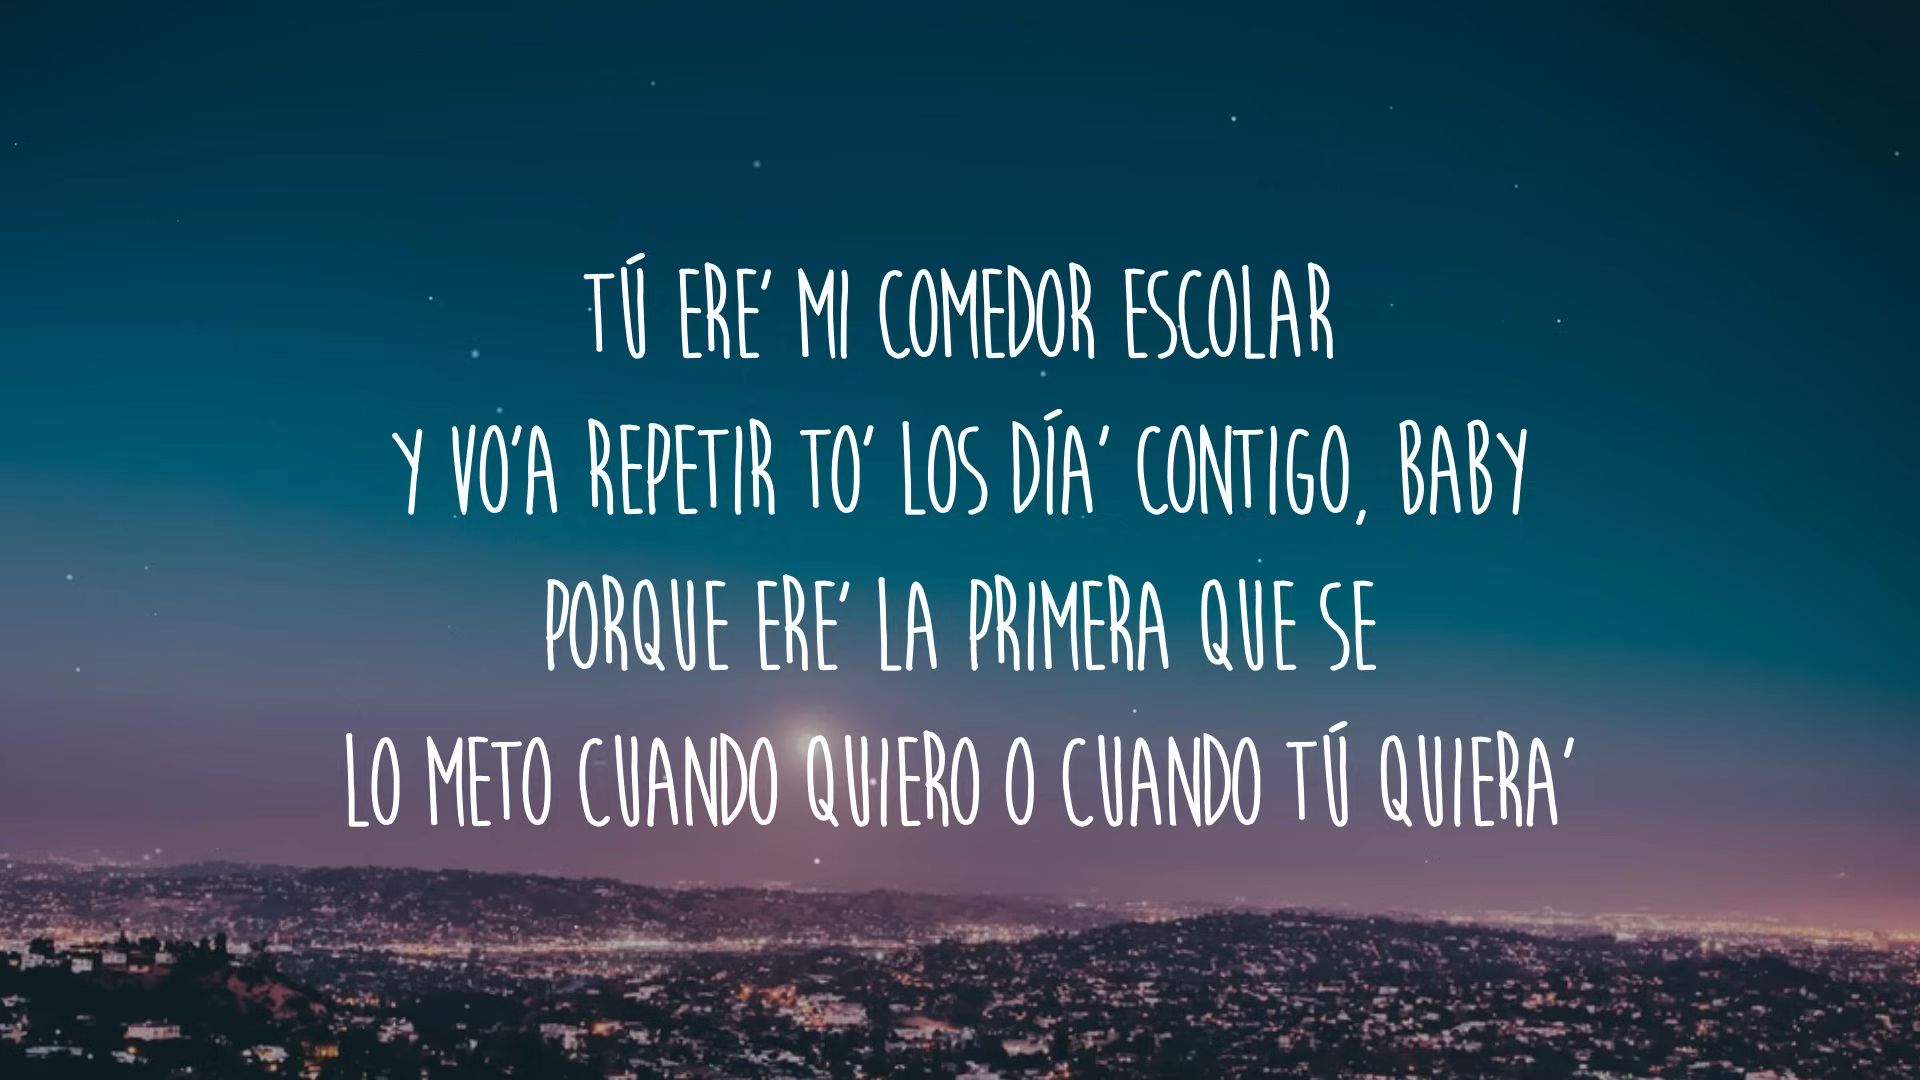 TÚ ERE' MI COMEDOR ESCOLAR
Y VO'A REPETIR TO' LOS DÍA' CONTIGO, BABY
PORQUE ERE' LA PRIMERA QUE SE
LO METO CUANDO QUIERO O CUANDO TÚ QUIERA'